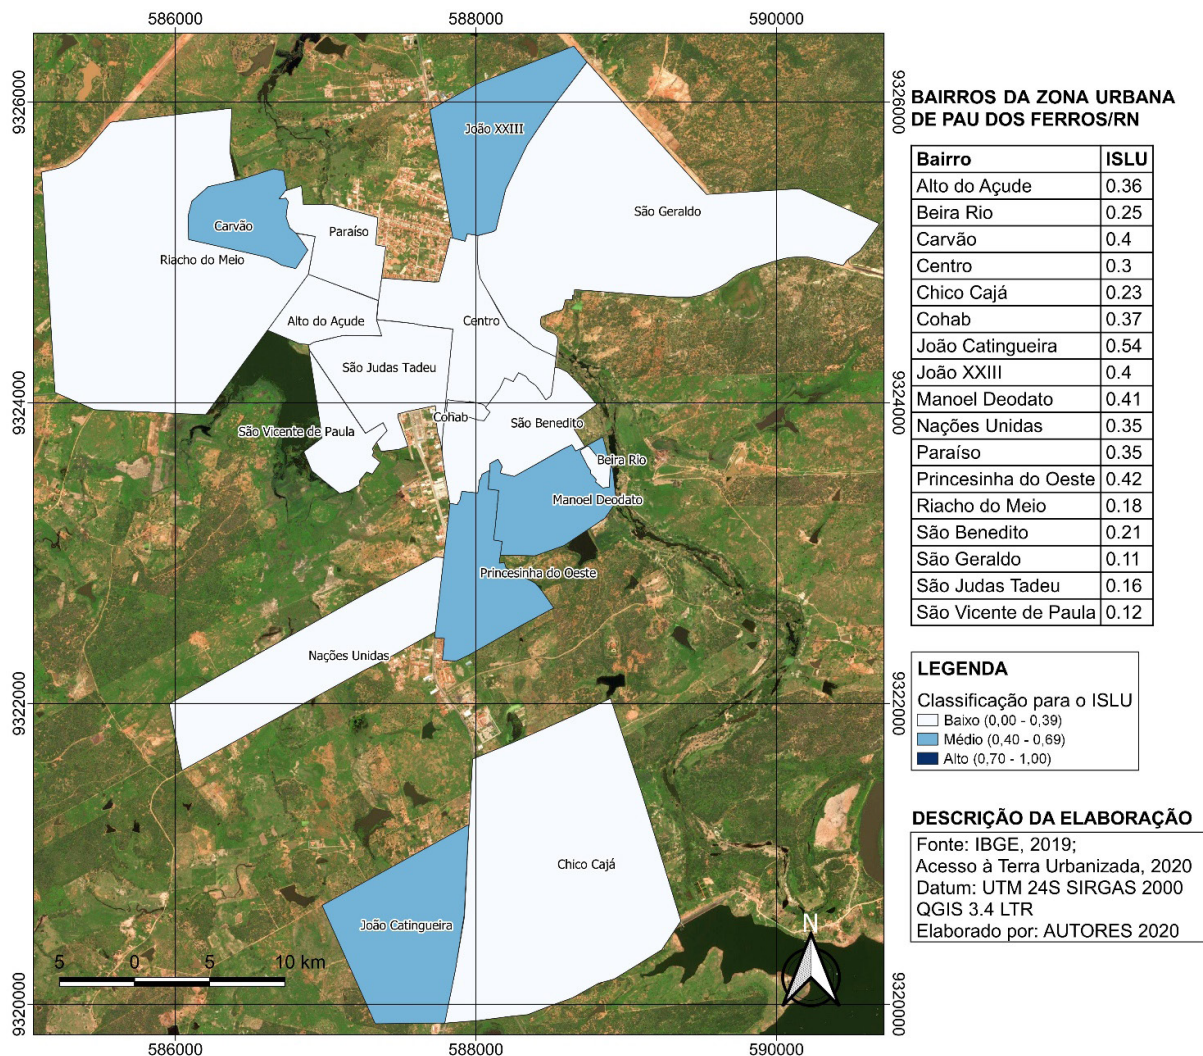 586000
588000
590000
9326000
9326000
João XXIII
São Geraldo
Carvão
Paraíso
Riacho do Meio
Alto do Açude
Centro
São Judas Tadeu
9324000
9324000
Cohab
São Benedito
São Vicente de Paula
Beira Rio
Manoel Deodato
Princesinha do Oeste
Nações Unidas
9322000
9322000
Chico Cajá
João Catingueira
N
5 0 5 10 km
9320000
9320000
586000
588000
590000
BAIRROS DA ZONA URBANA
DE PAU DOS FERROS/RN
Bairro ISLU
Alto do Açude 0.36
Beira Rio 0.25
Carvão 0.4
Centro 0.3
Chico Cajá 0.23
Cohab 0.37
João Catingueira 0.54
João XXIII 0.4
Manoel Deodato 0.41
Nações Unidas 0.35
Paraíso 0.35
Princesinha do Oeste 0.42
Riacho do Meio 0.18
São Benedito 0.21
São Geraldo 0.11
São Judas Tadeu 0.16
São Vicente de Paula 0.12
LEGENDA
Classificação para o ISLU
Baixo (0,00 - 0,39)
Médio (0,40 - 0,69)
Alto (0,70 - 1,00)
DESCRIÇÃO DA ELABORAÇÃO
Fonte: IBGE, 2019;
Acesso à Terra Urbanizada, 2020
Datum: UTM 24S SIRGAS 2000
QGIS 3.4 LTR
Elaborado por: AUTORES 2020